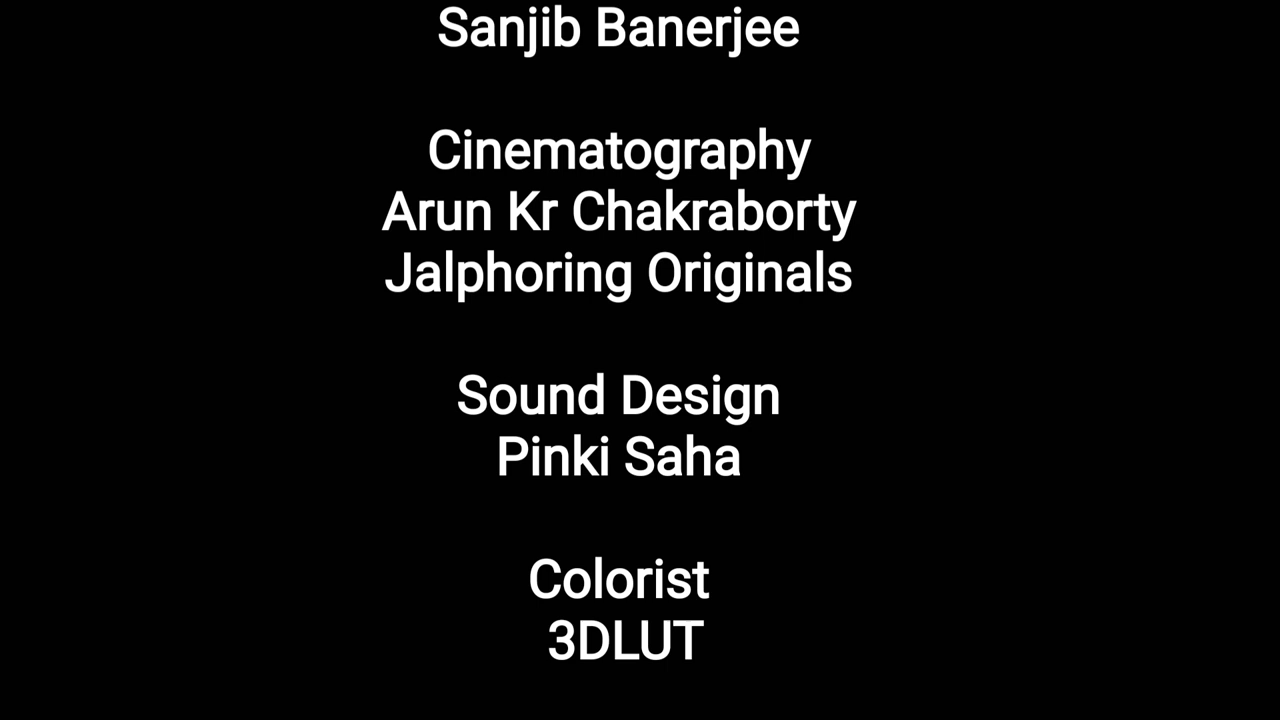 Sanjib Banerjee
Cinematography
Arun Kr Chakraborty
Jalphoring Originals
Sound Design
Pinki Saha
Colorist
3DLUT